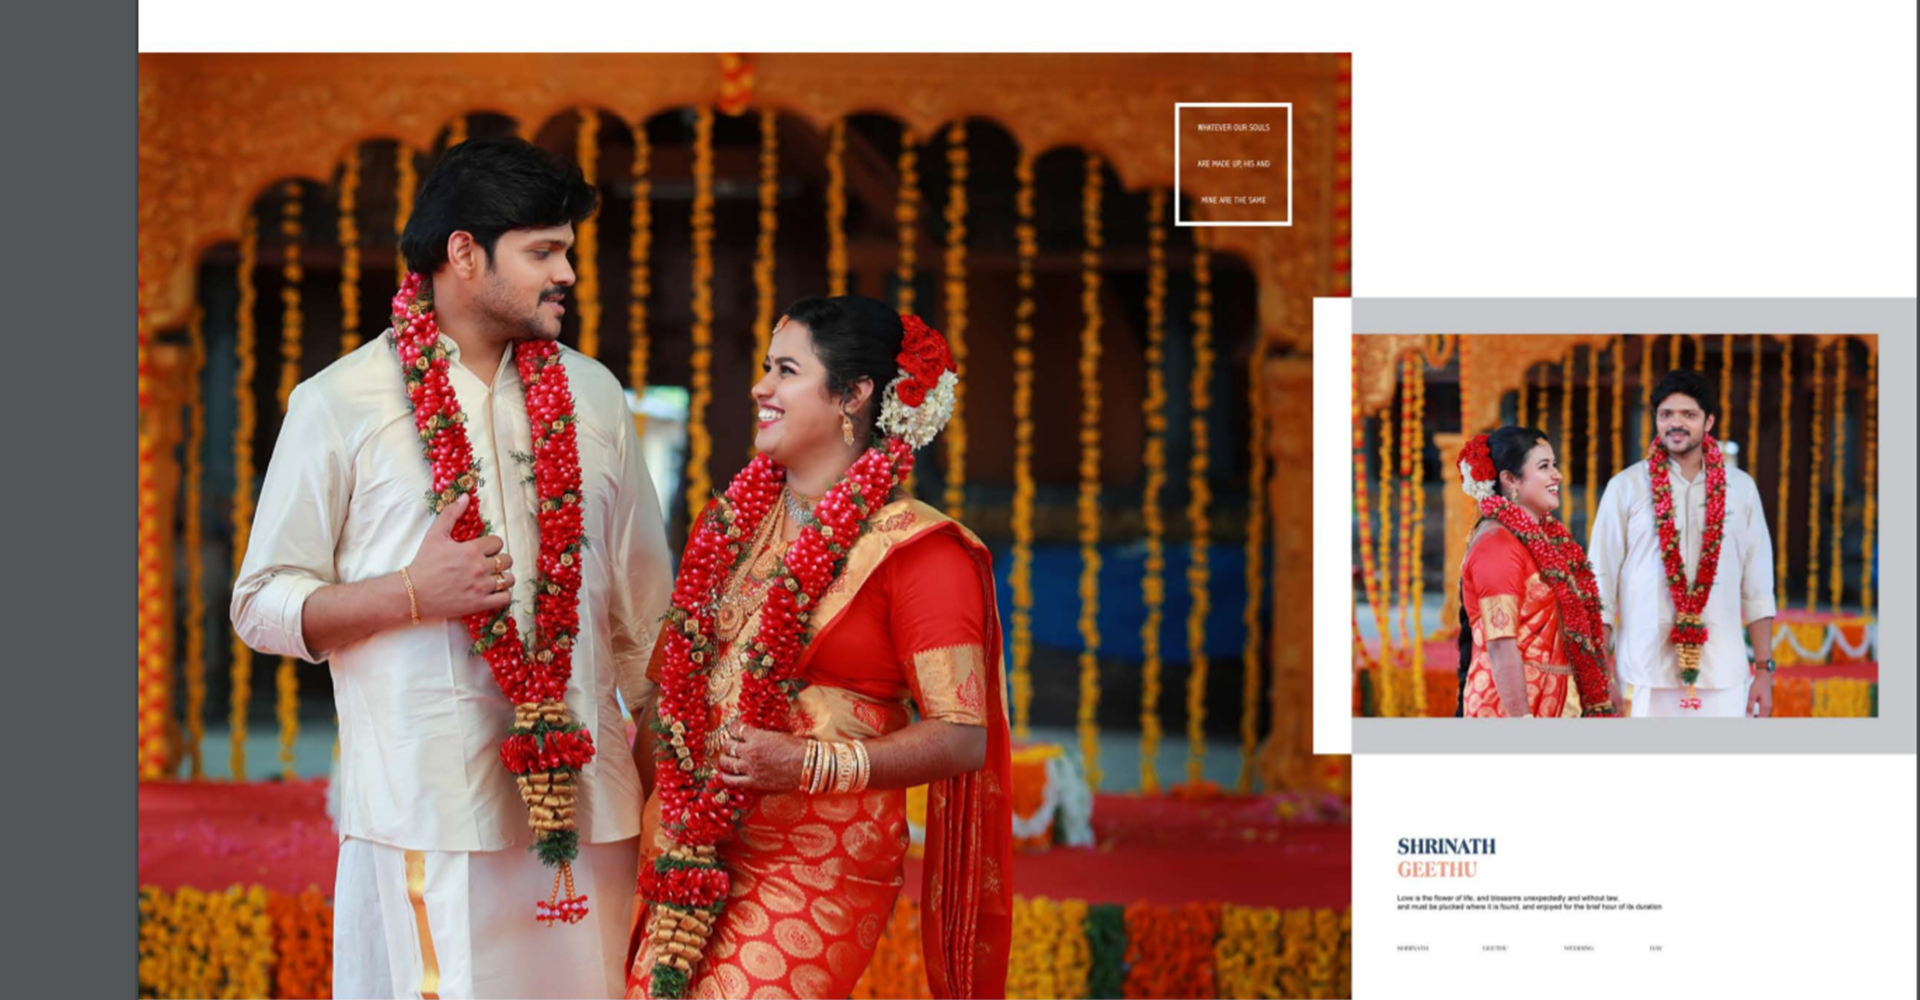 WHATEVER OUR SOULS
ARE MADE UP, HIS AND
MINE ARE THE SAME
SHRINATH
GEETHU
Love is the flower of life, and blossoms unexpectedly and without law,
and must be plucked where it is found, and enjoyed for the brief hour of its duration
SHRINATH GEETHU WEDDING DAY